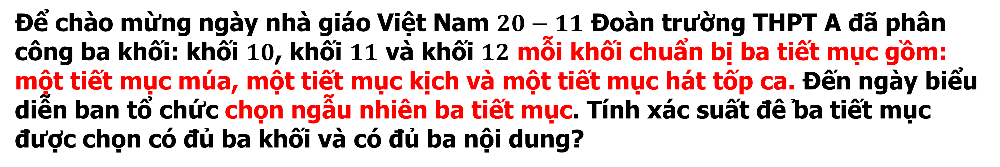 Để chào mừng ngày nhà giáo Việt Nam 20 − 11 Đoàn trường THPT A đã phân
công ba khối: khối 10, khối 11 và khối 12 mỗi khối chuẩn bị ba tiết mục gồm:
một tiết mục múa, một tiết mục kịch và một tiết mục hát tốp ca. Đến ngày biểu
diễn ban tổ chức chọn ngẫu nhiên ba tiết mục. Tính xác suất để ba tiết mục
được chọn có đủ ba khối và có đủ ba nội dung?